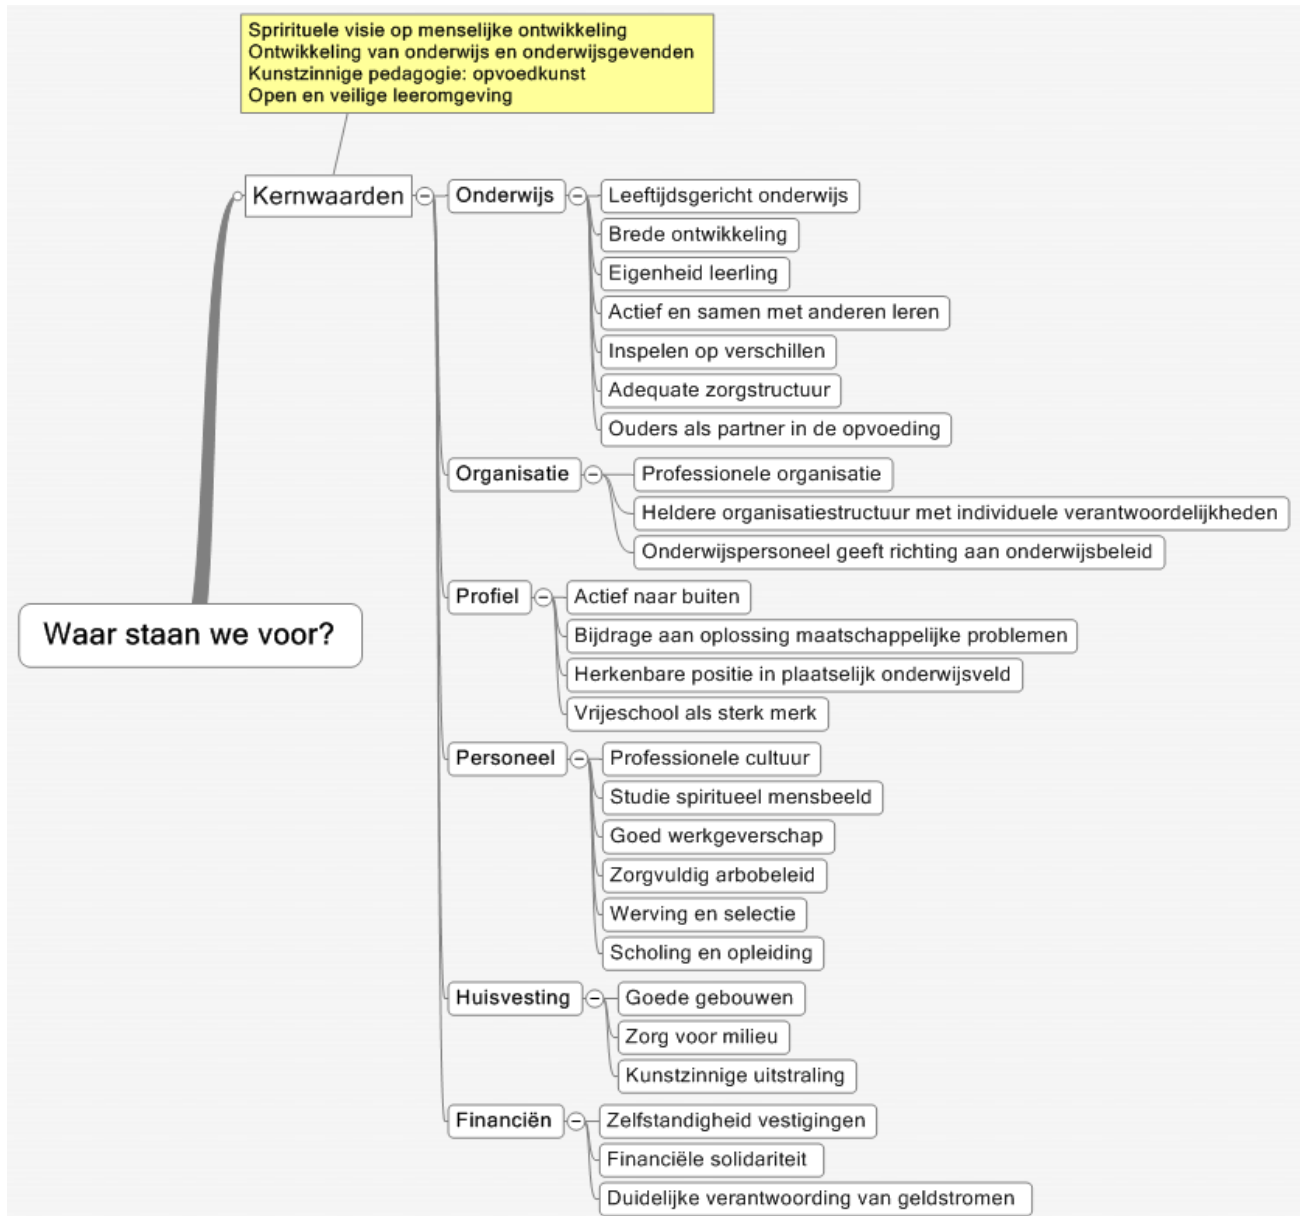 Sprirituele visie op menselijke ontwikkeling
Ontwikkeling van onderwijs en onderwijsgevenden
Kunstzinnige pedagogie: opvoedkunst
Open en veilige leeromgeving
Kernwaarden
Onderwijs
Leeftijdsgericht onderwijs
Brede ontwikkeling
Eigenheid leerling
Actief en samen met anderen leren
Inspelen op verschillen
Adequate zorgstructuur
Ouders als partner in de opvoeding
Organisatie
Professionele organisatie
Heldere organisatiestructuur met individuele verantwoordelijkheden
Onderwijspersoneel geeft richting aan onderwijsbeleid
Profiel
Actief naar buiten
Bijdrage aan oplossing maatschappelijke problemen
Herkenbare positie in plaatselijk onderwijsveld
Vrijeschool als sterk merk
Waar staan we voor?
Personeel
Professionele cultuur
Studie spiritueel mensbeeld
Goed werkgeverschap
Zorgvuldig arbobeleid
Werving en selectie
Scholing en opleiding
Huisvesting
Goede gebouwen
Zorg voor milieu
Kunstzinnige uitstraling
Financiën
Zelfstandigheid vestigingen
Financiële solidariteit
Duidelijke verantwoording van geldstromen